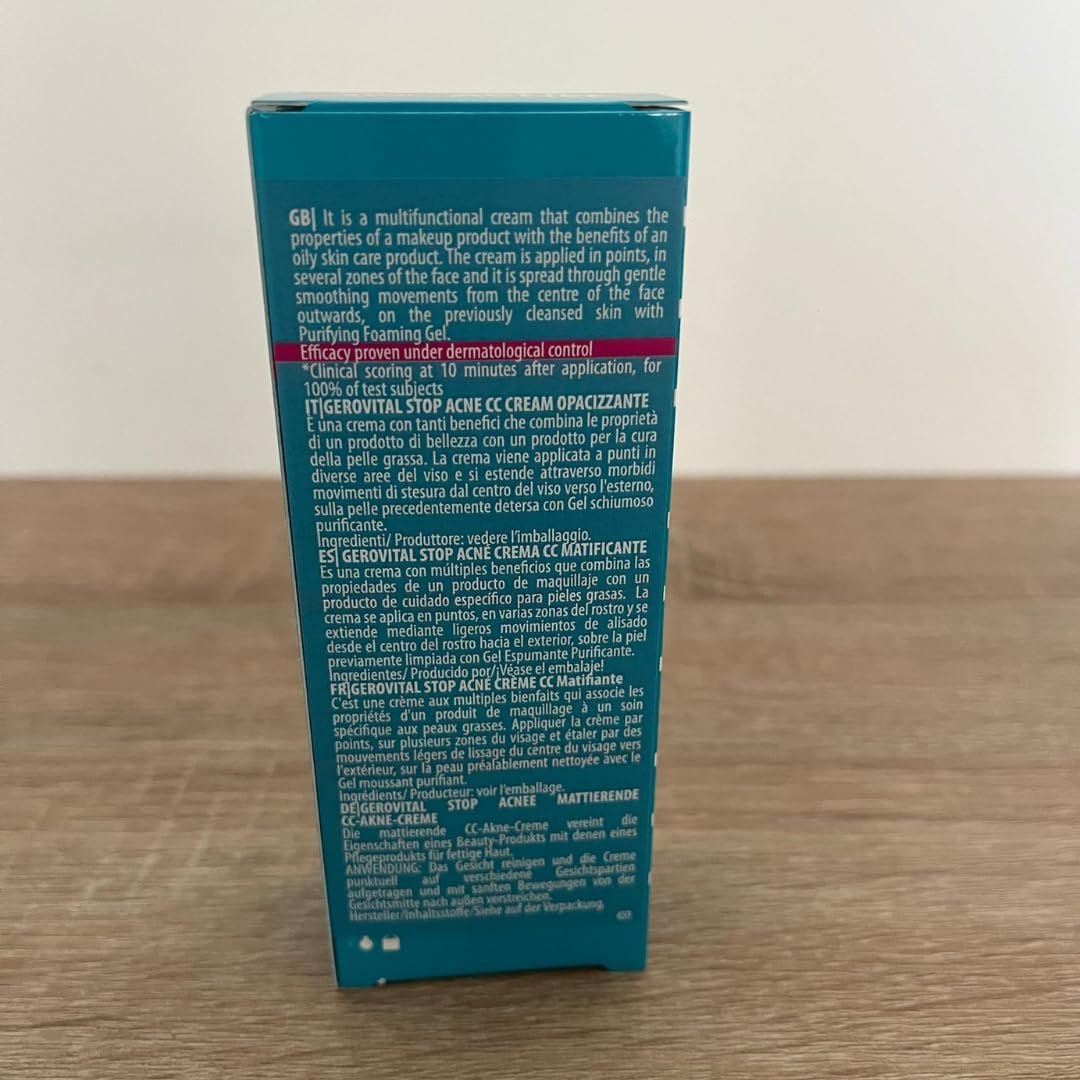 GB| It is a multifunctional cream that combines the
properties of a makeup product with the benefits of an
oily skin care product. The cream is applied in points, in
several zones of the face and it is spread through gentle
smoothing movements from the centre of the face
outwards, on the previously cleansed skin with
Purifying Foaming Gel.
Efficacy proven under dermatological control
*Clinical scoring at 10 minutes after application, for
100% of test subjects
IT|GEROVITAL STOP ACNE CC CREAM OPACIZZANTE
È una crema con tanti benefici che combina le proprietà
di un prodotto di bellezza con un prodotto per la cura
della pelle grassa. La crema viene applicata a punti in
diverse aree del viso e si estende attraverso morbidi
movimenti di stesura dal centro del viso verso l'esterno,
sulla pelle precedentemente detersa con Gel schiumoso
purificante.
Ingredienti/ Produttore: vedere l'imballaggio.
ES| GEROVITAL STOP ACNÉ CREMA CC MATIFICANTE
Es una crema con múltiples beneficios que combina las
propiedades de un producto de maquillaje con un
producto de cuidado específico para pieles grasas. La
crema se aplica en puntos, en varias zonas del rostro y se
extiende mediante ligeros movimientos de alisado
desde el centro del rostro hacia el exterior, sobre la piel
previamente limpiada con Gel Espumante Purificante.
Ingredientes/ Producido por/¡Véase el embalaje!
FR|GEROVITAL STOP ACNÉ CRÈME CC Matifiante
C'est une crème aux multiples bienfaits qui associe les
propriétés d'un produit de maquillage à un soin
spécifique aux peaux grasses. Appliquer la crème par
points, sur plusieurs zones du visage et étaler par des
mouvements légers de lissage du centre du visage vers
l'extérieur, sur la peau préalablement nettoyée avec le
Gel moussant purifiant.
Ingrédients/ Producteur: voir l'emballage.
DE|GEROVITAL STOP ACNEE MATTIERENDE
CC-AKNE-CREME
Die mattierende CC-Akne-Creme vereint die
Eigenschaften eines Beauty-Produkts mit denen eines
Pflegeprodukts für fettige Haut.
ANWENDUNG: Das Gesicht reinigen und die Creme
punktuell auf verschiedene Gesichtspartien
aufgetragen und mit sanften Bewegungen von der
Gesichtsmitte nach außen verstreichen.
Hersteller/Inhaltsstoffe/Siehe auf der Verpackung.